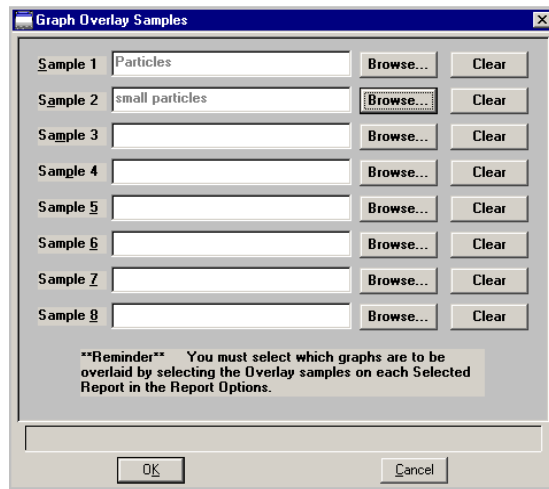 Graph Overlay Samples
Sample 1 Particles Browse... Clear
Sample 2 small particles Browse... Clear
Sample 3 Browse... Clear
Sample 4 Browse... Clear
Sample 5 Browse... Clear
Sample 6 Browse... Clear
Sample 7 Browse... Clear
Sample 8 Browse... Clear
**Reminder** You must select which graphs are to be
overlaid by selecting the Overlay samples on each Selected
Report in the Report Options.
OK Cancel